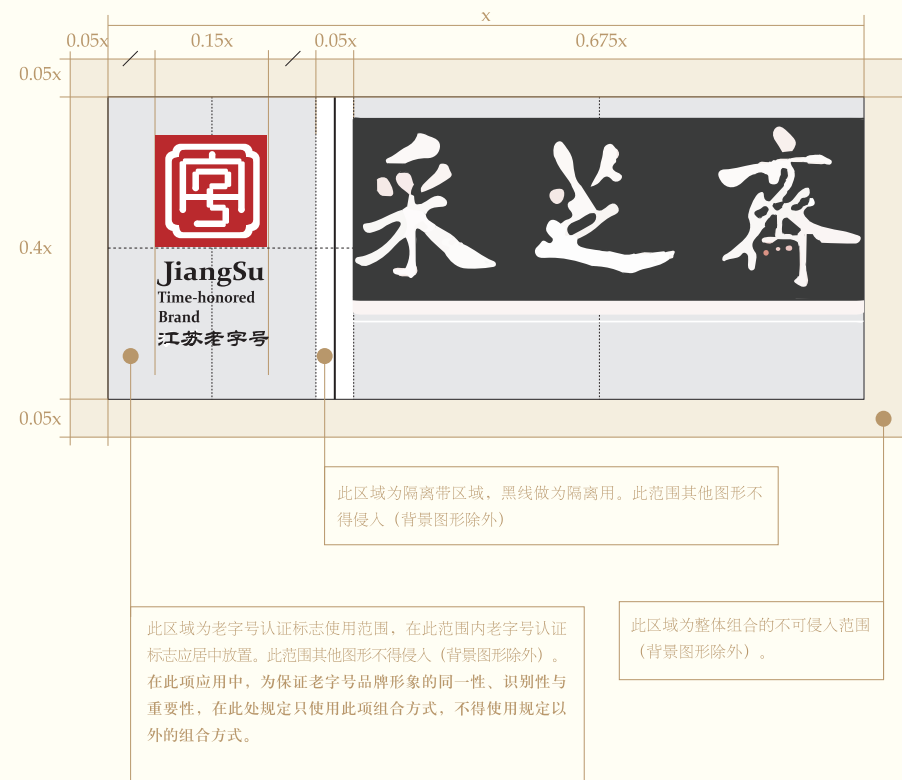 x
0.05x
0.15x
0.05x
0.675x
0.05x
采芝斋
0.4x
JiangSu
Time-honored
Brand
江苏老字号
0.05x
此区域为隔离带区域，黑线做为隔离用。此范围其他图形不
得侵入（背景图形除外）
此区域为老字号认证标志使用范围，在此范围内老字号认证
标志应居中放置。此范围其他图形不得侵入（背景图形除外）。
在此项应用中，为保证老字号品牌形象的同一性、识别性与
重要性，在此处规定只使用此项组合方式，不得使用规定以
外的组合方式。
此区域为整体组合的不可侵入范围
（背景图形除外）。